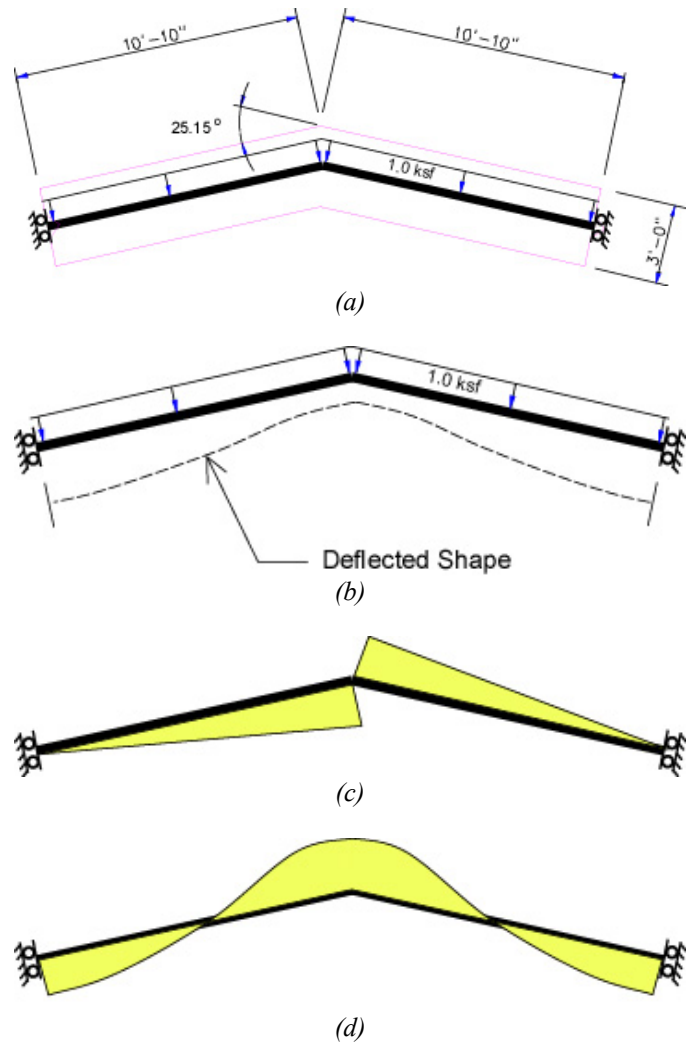 10'-10"
10'-10"
25.15°
1.0 ksf
3'-0"
(a)
1.0 ksf
Deflected Shape
(b)
(c)
(d)